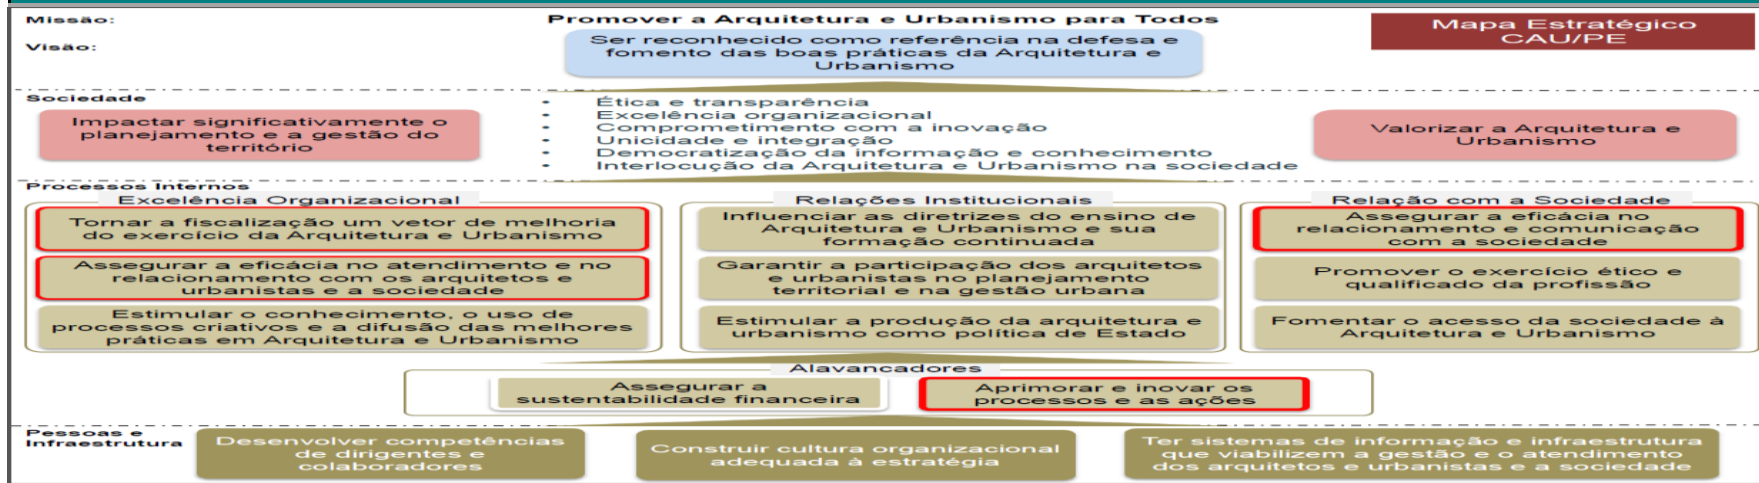 Missão:
Promover a Arquitetura e Urbanismo para Todos
Mapa Estratégico
CAU/PE
Visão:
Ser reconhecido como referência na defesa e
fomento das boas práticas da Arquitetura e
Urbanismo
Sociedade
Impactar significativamente o
planejamento e a gestão do
território
• Ética e transparência
• Excelência organizacional
• Comprometimento com a inovação
• Unicidade e integração
• Democratização da informação e conhecimento
• Interlocução da Arquitetura e Urbanismo na sociedade
Valorizar a Arquitetura e
Urbanismo
Processos Internos
Excelência Organizacional
Tornar a fiscalização um vetor de melhoria
do exercício da Arquitetura e Urbanismo
Assegurar a eficácia no atendimento e no
relacionamento com os arquitetos e
urbanistas e a sociedade
Estimular o conhecimento, o uso de
processos criativos e a difusão das melhores
práticas em Arquitetura e Urbanismo
Relações Institucionais
Influenciar as diretrizes do ensino de
Arquitetura e Urbanismo e sua
formação continuada
Garantir a participação dos arquitetos
e urbanistas no planejamento
territorial e na gestão urbana
Estimular a produção da arquitetura e
urbanismo como política de Estado
Relação com a Sociedade
Assegurar a eficácia no
relacionamento e comunicação
com a sociedade
Promover o exercício ético e
qualificado da profissão
Fomentar o acesso da sociedade à
Arquitetura e Urbanismo
Alavancadores
Assegurar a
sustentabilidade financeira
Aprimorar e inovar os
processos e as ações
Pessoas e
Infraestrutura
Desenvolver competências
de dirigentes e
colaboradores
Construir cultura organizacional
adequada à estratégia
Ter sistemas de informação e infraestrutura
que viabilizem a gestão e o atendimento
dos arquitetos e urbanistas e a sociedade